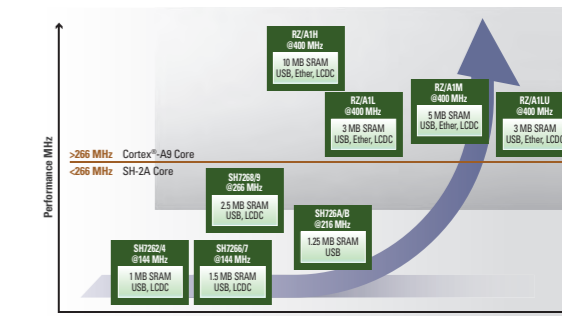 Performance MHz
RZ/A1H
@400 MHz
10 MB SRAM
USB, Ether, LCDC
RZ/A1L
@400 MHz
3 MB SRAM
USB, Ether, LCDC
RZ/A1M
@400 MHz
5 MB SRAM
USB, Ether, LCDC
RZ/A1LU
@400 MHz
3 MB SRAM
USB, Ether, LCDC
>266 MHz Cortex®-A9 Core
<266 MHz SH-2A Core
SH7268/9
@266 MHz
2.5 MB SRAM
USB, LCDC
SH726A/B
@216 MHz
1.25 MB SRAM
USB
SH7262/4
@144 MHz
1 MB SRAM
USB, LCDC
SH7266/7
@144 MHz
1.5 MB SRAM
USB, LCDC